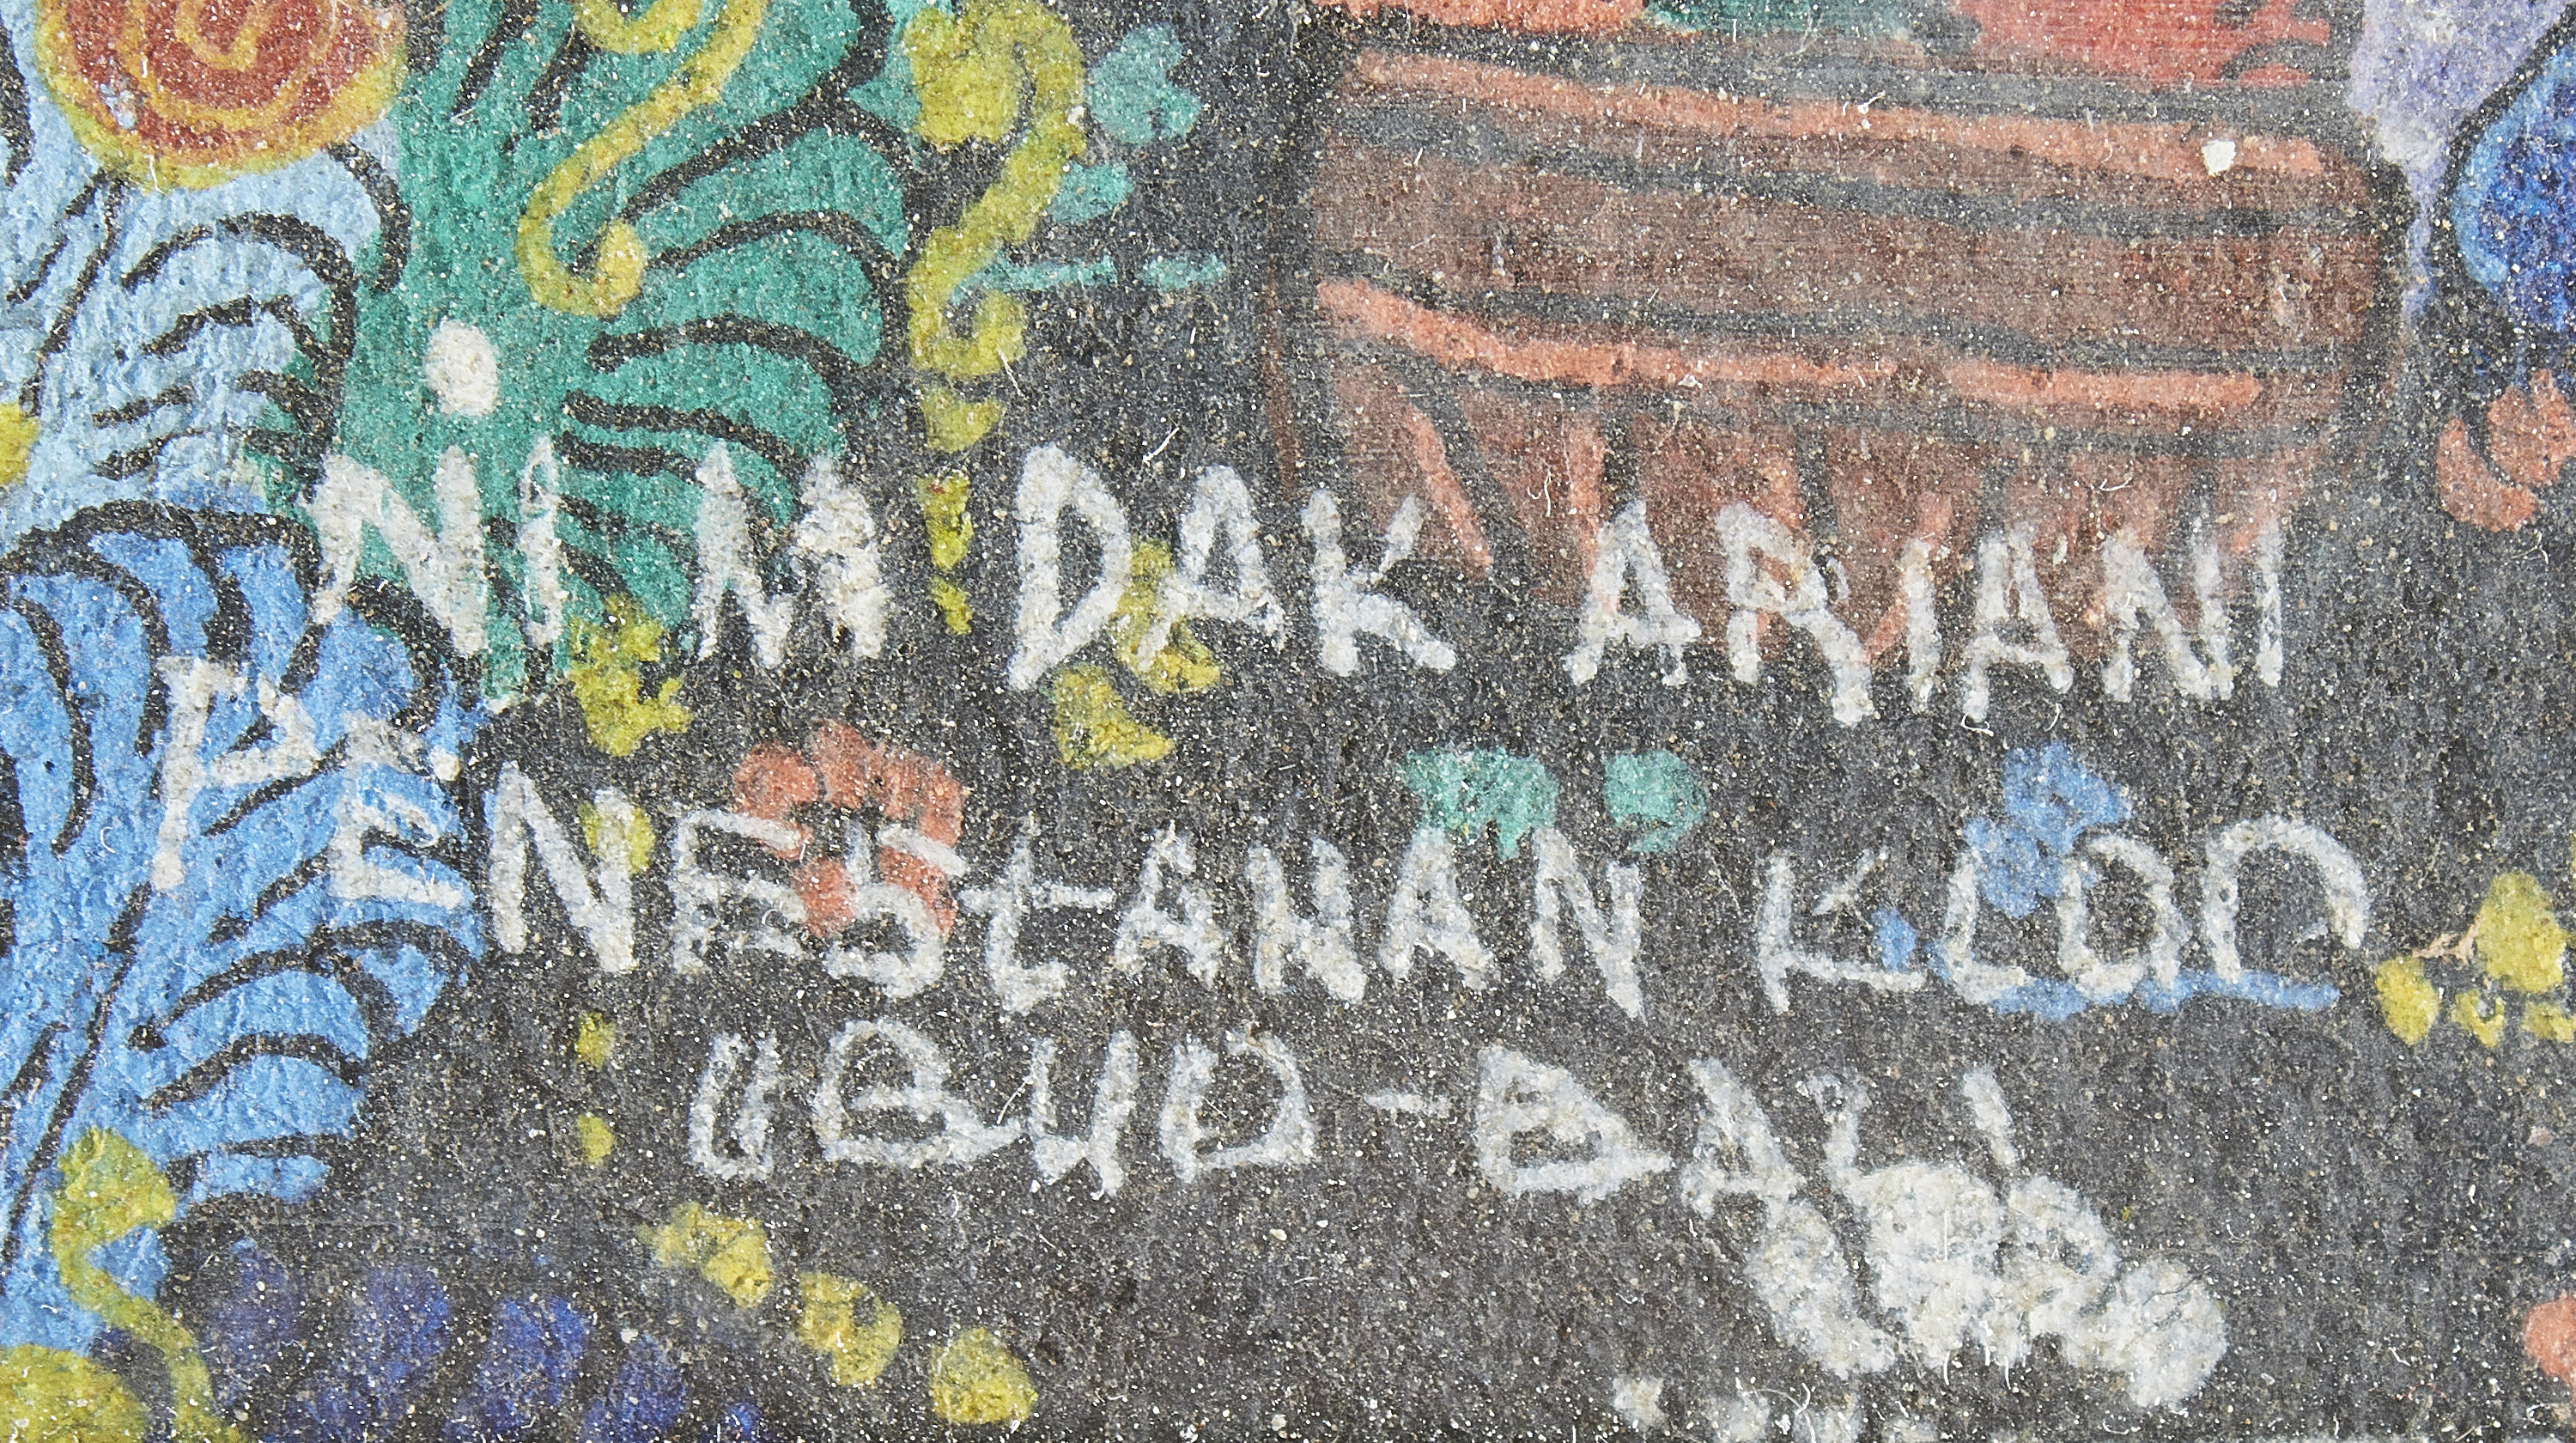 NI M DAK ARIANI
PENESTANAN KLOD
UBUD - BALI